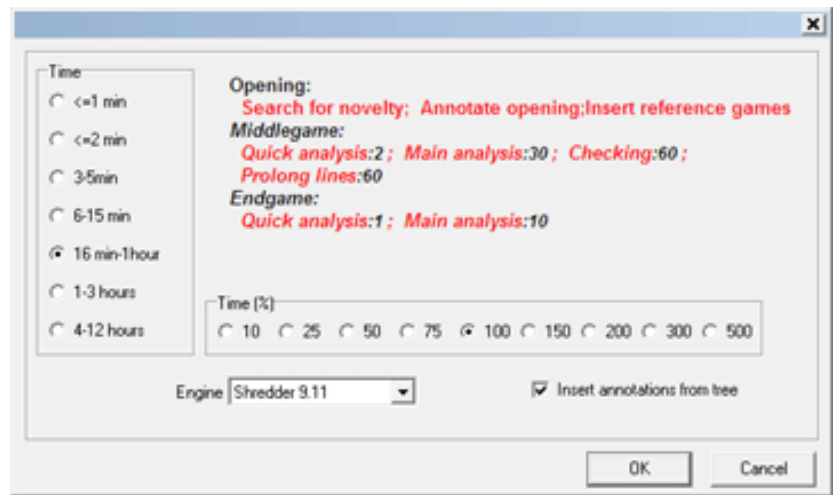 Time
<=1 min
<=2 min
3-5min
6-15 min
16 min-1hour
1-3 hours
4-12 hours
Opening:
Search for novelty; Annotate opening;Insert reference games
Middlegame:
Quick analysis:2 ; Main analysis:30 ; Checking:60 ;
Prolong lines:60
Endgame:
Quick analysis:1 ; Main analysis:10
Time (%)
10 25 50 75 100 150 200 300 500
Engine Shredder 9.11
Insert annotations from tree
OK Cancel